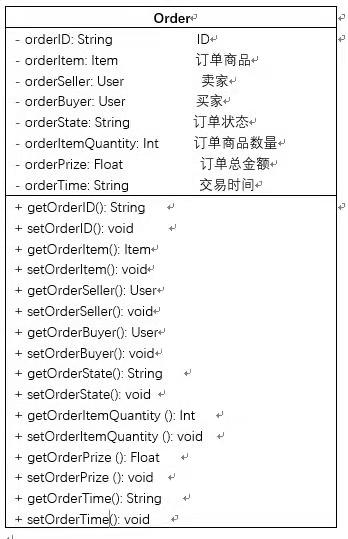 Order
- orderID: String ID
- orderItem: Item 订单商品
- orderSeller: User 卖家
- orderBuyer: User 买家
- orderState: String 订单状态
- orderItemQuantity: Int 订单商品数量
- orderPrize: Float 订单总金额
- orderTime: String 交易时间
+ getOrderID(): String
+ setOrderID(): void
+ getOrderItem(): Item
+ setOrderItem(): void
+ getOrderSeller(): User
+ setOrderSeller(): void
+ getOrderBuyer(): User
+ setOrderBuyer(): void
+ getOrderState(): String
+ setOrderState(): void
+ getOrderItemQuantity (): Int
+ setOrderItemQuantity (): void
+ getOrderPrize (): Float
+ setOrderPrize (): void
+ getOrderTime(): String
+ setOrderTime(): void